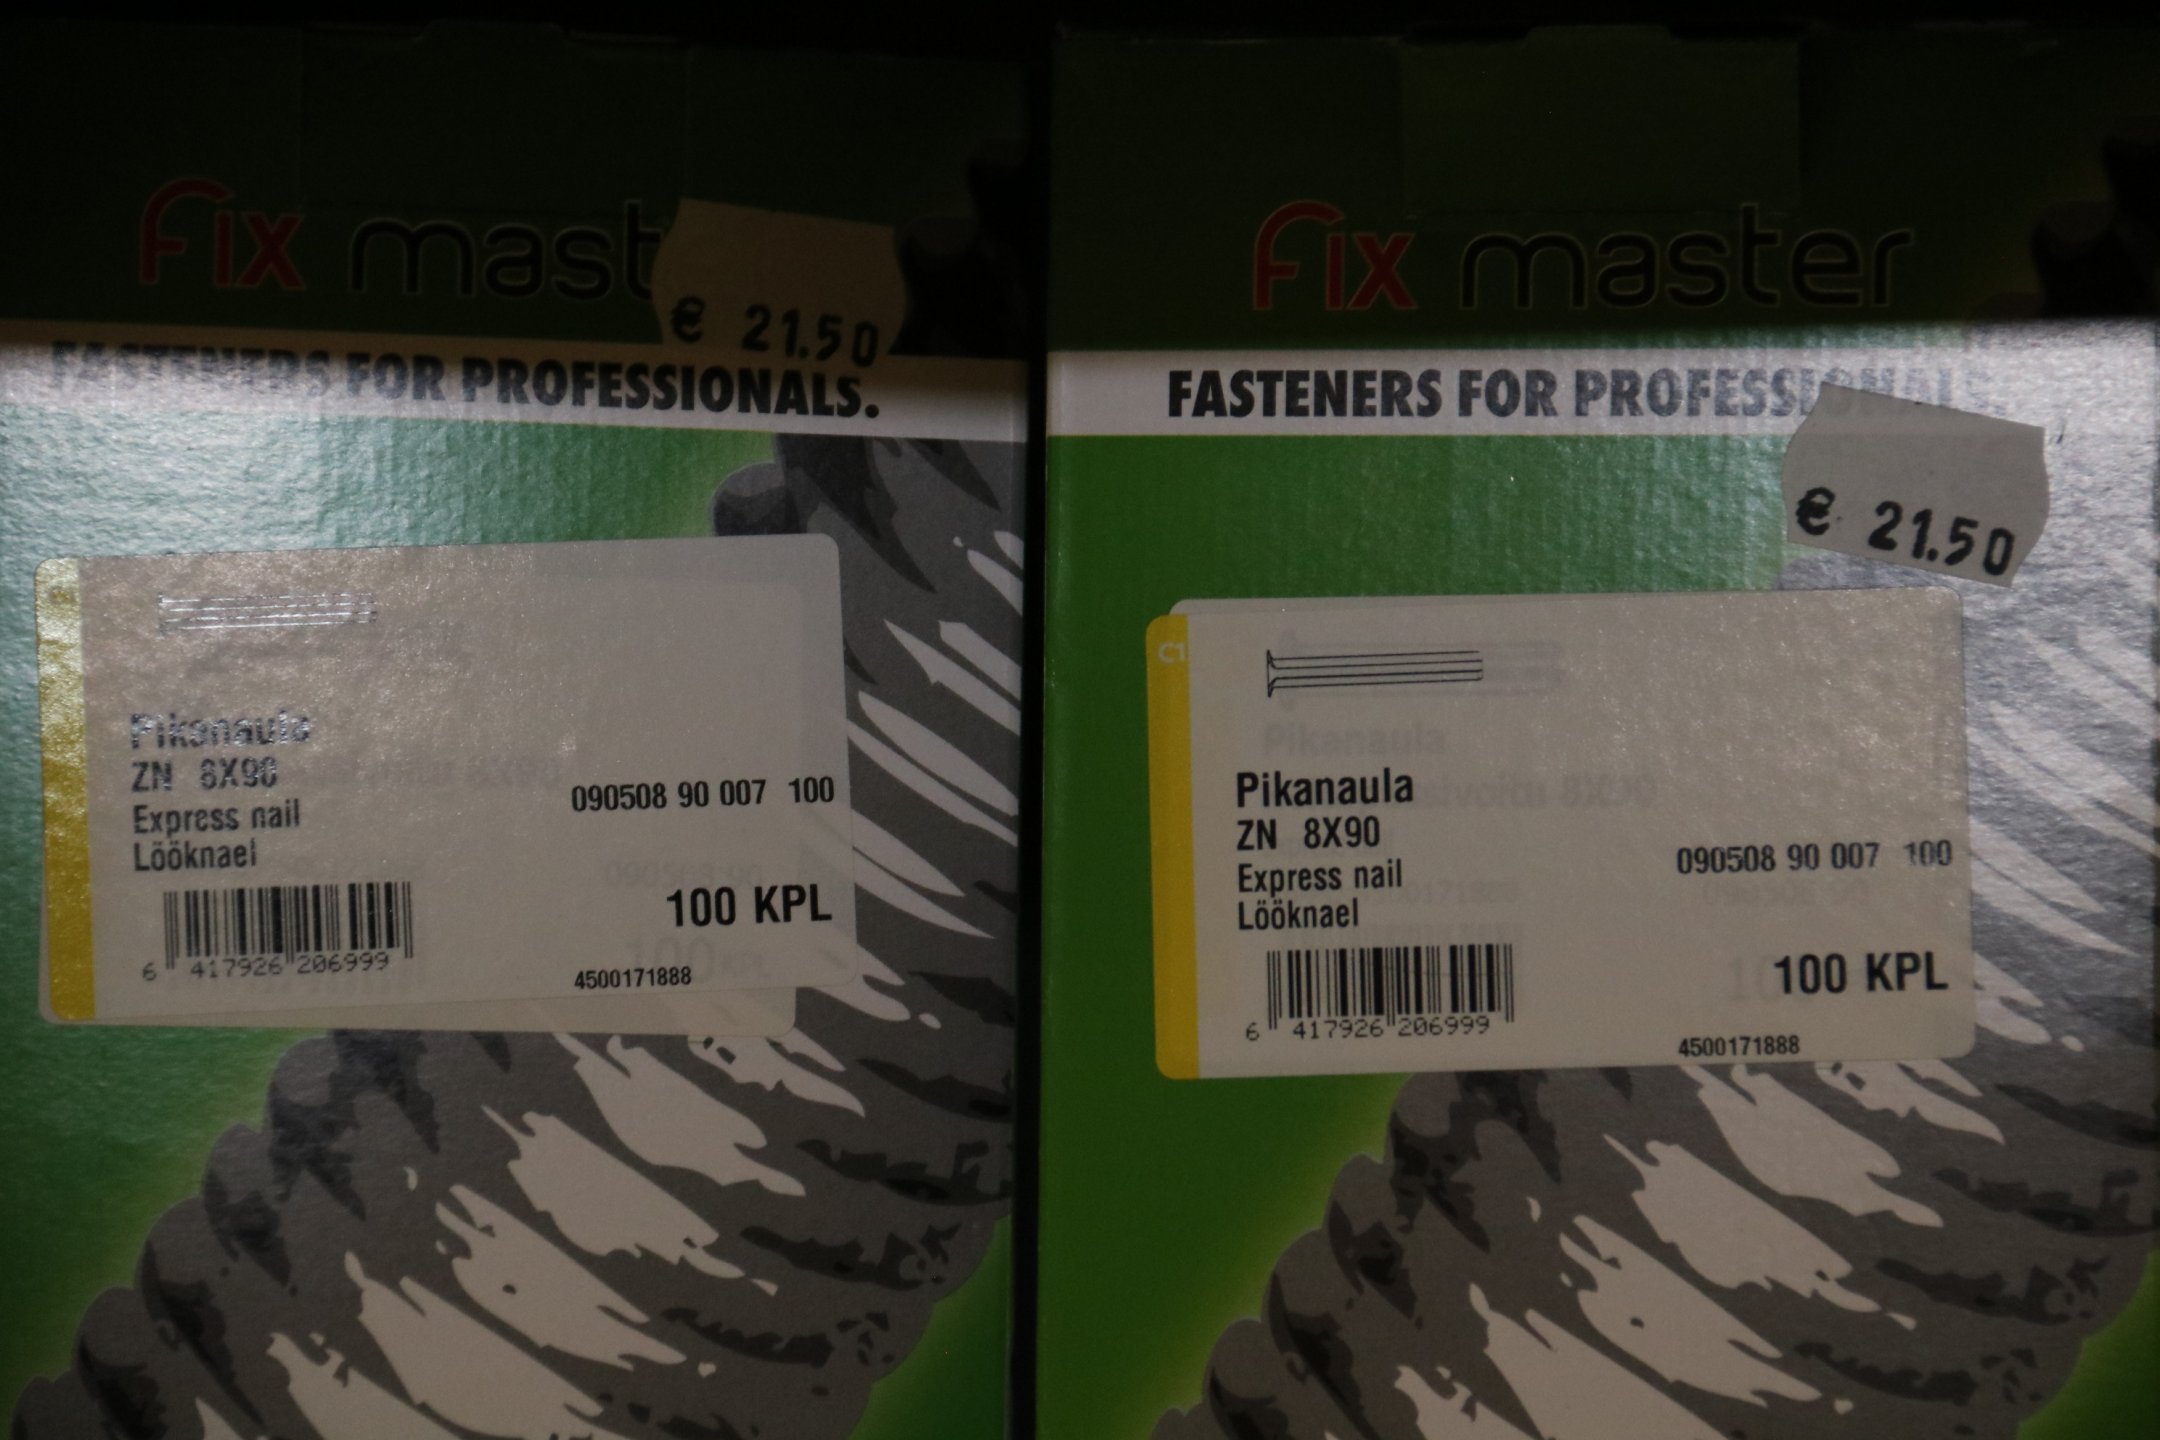 Fix mast
€ 21.50
FASTENERS FOR PROFESSIONALS.
Pikanaula
ZN 8X90
Express nail
Lööknael
090508 90 007 100
100 KPL
6 417926 206999
4500171888
Fix master
FASTENERS FOR PROFESSIONALS.
€ 21.50
C1
Pikanaula
ZN 8X90
Express nail
Lööknael
090508 90 007 100
100 KPL
6 417926 206999
4500171888